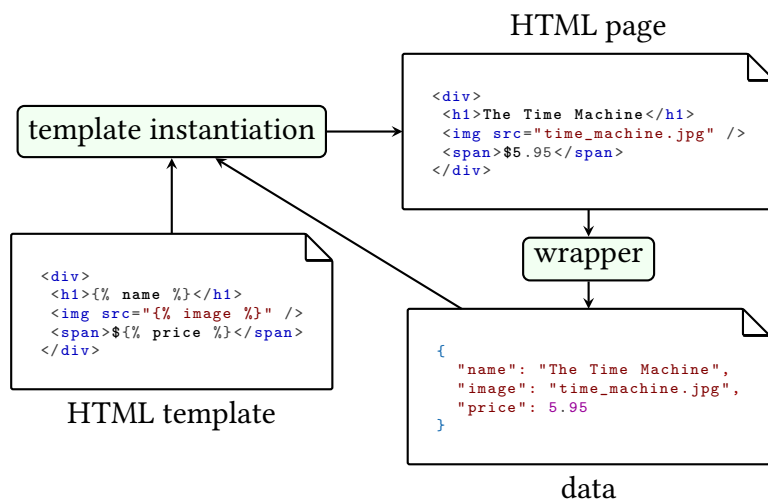 HTML page
<div>
<h1>The Time Machine</h1>
<img src="time_machine.jpg" />
<span>$5.95</span>
</div>
template instantiation
wrapper
<div>
<h1>{% name %}</h1>
<img src="{% image %}" />
<span>${% price %}</span>
</div>
HTML template
{
"name": "The Time Machine",
"image": "time_machine.jpg",
"price": 5.95
}
data